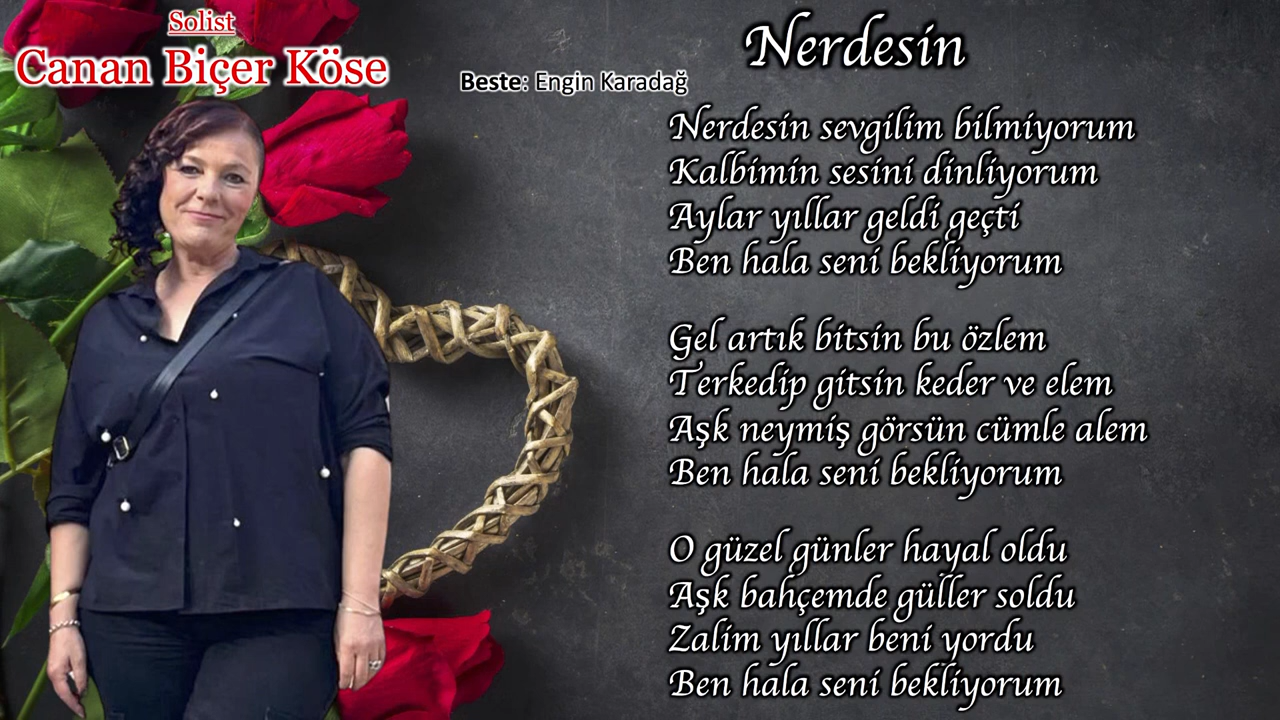 Solist
Canan Biçer Köse
Beste: Engin Karadağ
Nerdesin
Nerdesin sevgilim bilmiyorum
Kalbimin sesini dinliyorum
Aylar yıllar geldi geçti
Ben hala seni bekliyorum
Gel artık bitsin bu özlem
Terkedip gitsin keder ve elem
Aşk neymiş görsün cümle alem
Ben hala seni bekliyorum
O güzel günler hayal oldu
Aşk bahçemde güller soldu
Zalim yıllar beni yordu
Ben hala seni bekliyorum